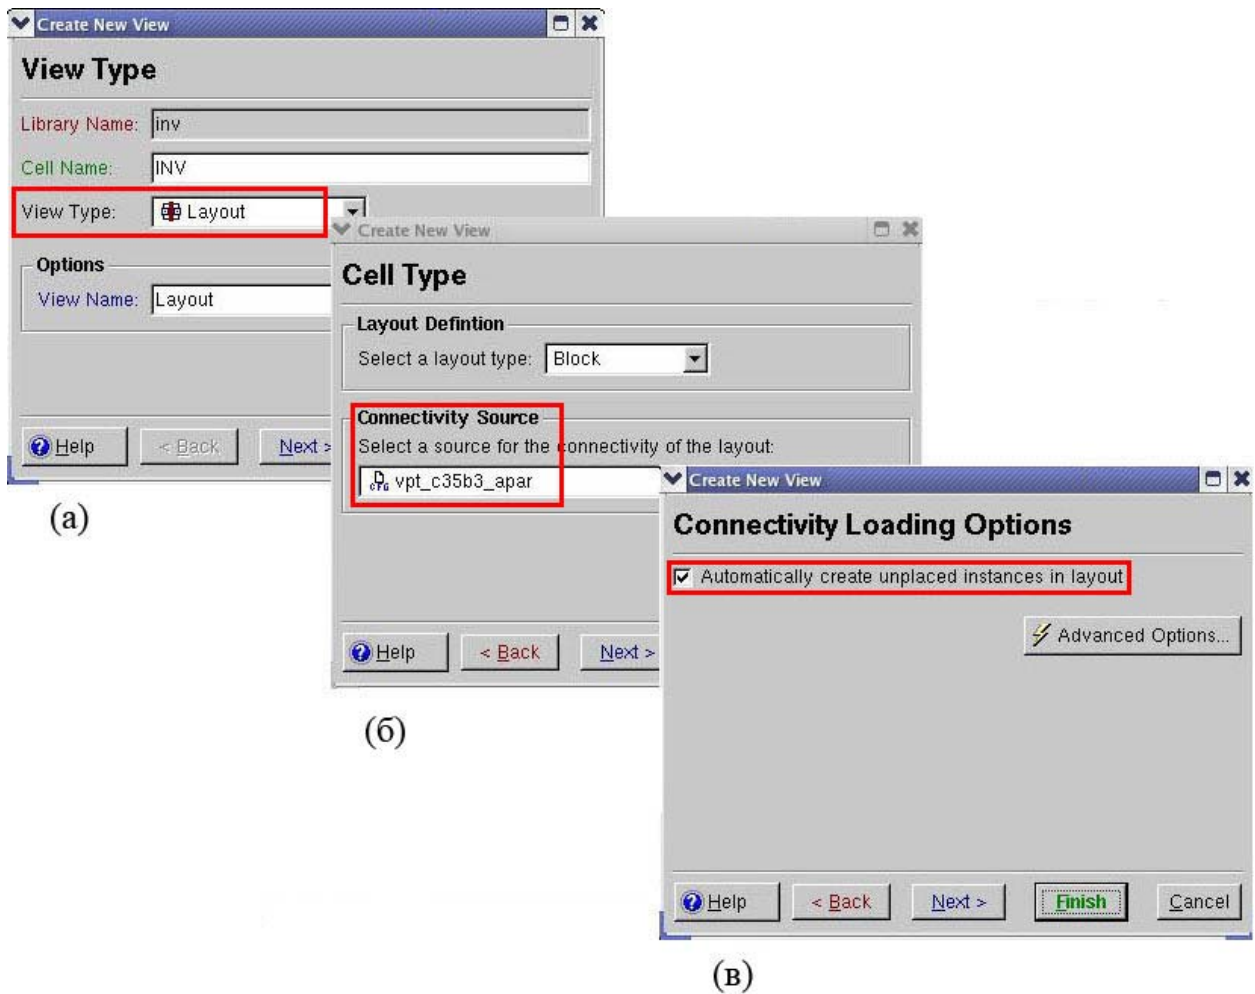 Create New View
View Type
Library Name: inv
Cell Name: INV
View Type: Layout
Options
View Name: Layout
Help < Back Next >
(а)
Create New View
Cell Type
Layout Defintion
Select a layout type: Block
Connectivity Source
Select a source for the connectivity of the layout:
CFG vpt_c35b3_apar
Help < Back Next >
(б)
Create New View
Connectivity Loading Options
Automatically create unplaced instances in layout
Advanced Options...
Help < Back Next > Finish Cancel
(в)